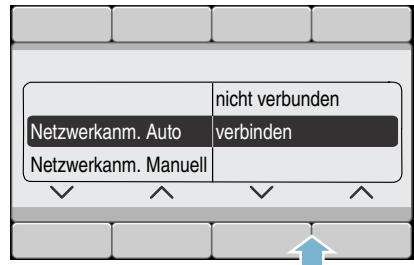 nicht verbunden
Netzwerkanm. Auto verbinden
Netzwerkanm. Manuell